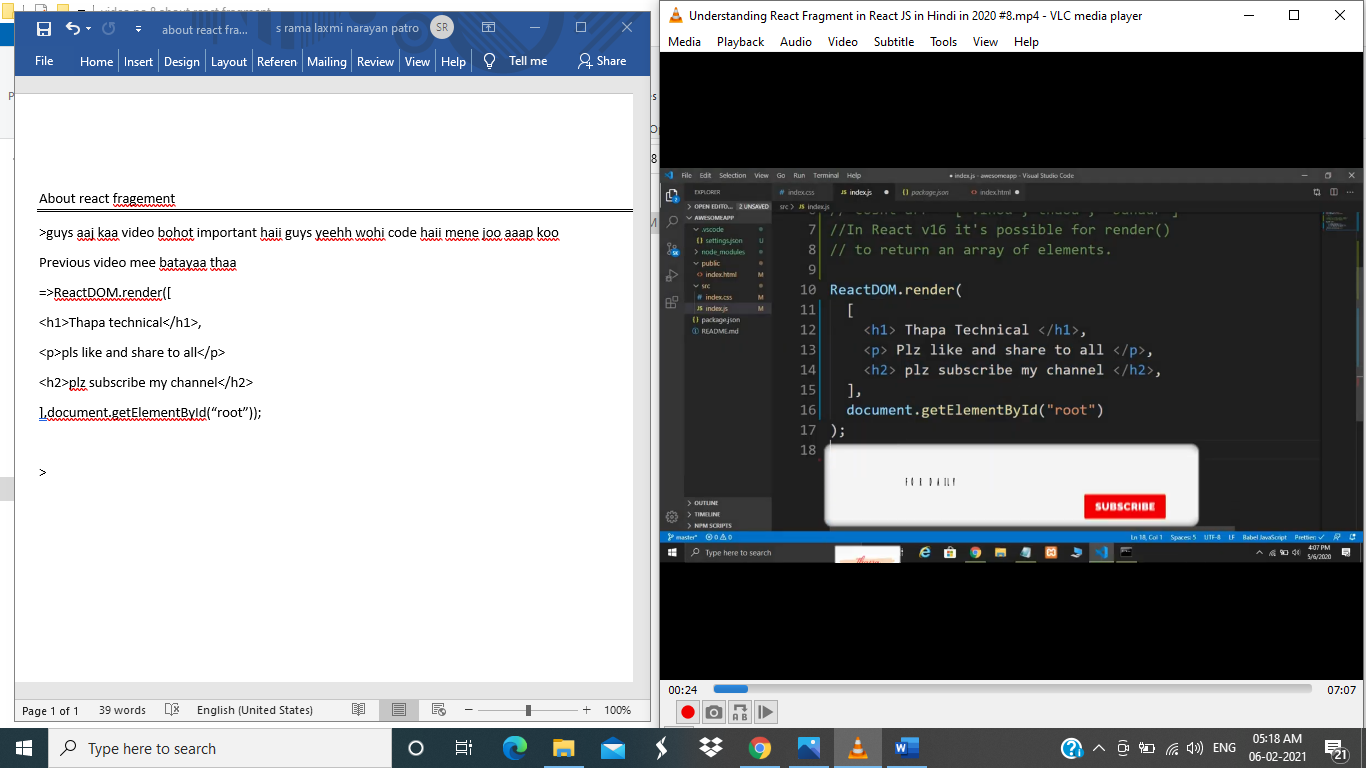 video no 8 about react fragment
about react fra...
s rama laxmi narayan patro
SR
File Home Insert Design Layout Referen Mailing Review View Help Tell me Share
About react fragement
>guys aaj kaa video bohot important haii guys yeehh wohi code haii mene joo aaap koo
Previous video mee batayaa thaa
=>ReactDOM.render([
<h1>Thapa technical</h1>,
<p>pls like and share to all</p>
<h2>plz subscribe my channel</h2>
],document.getElementById(“root”));
>
Page 1 of 1 39 words English (United States) 100%
Understanding React Fragment in React JS in Hindi in 2020 #8.mp4 - VLC media player
Media Playback Audio Video Subtitle Tools View Help
File Edit Selection View Go Run Terminal Help
● index.js - awesomeapp - Visual Studio Code
EXPLORER
index.css index.js package.json index.html
OPEN EDITO... 2 UNSAVED
src > JS index.js
AWESOMEAPP
.vscode
settings.json U
node_modules
public
index.html M
src
index.css M
index.js M
package.json
README.md
7 //In React v16 it's possible for render()
8 // to return an array of elements.
9
10 ReactDOM.render(
11 [
12 <h1> Thapa Technical </h1>,
13 <p> Plz like and share to all </p>,
14 <h2> plz subscribe my channel </h2>,
15 ],
16 document.getElementById("root")
17 );
18
FOR DAILY
SUBSCRIBE
OUTLINE
TIMELINE
NPM SCRIPTS
master* 0 0 Ln 18, Col 1 Spaces: 5 UTF-8 LF Babel JavaScript Prettier: ✓
Type here to search
4:07 PM
5/6/2020
00:24 07:07
Type here to search
ENG
05:18 AM
06-02-2021
21